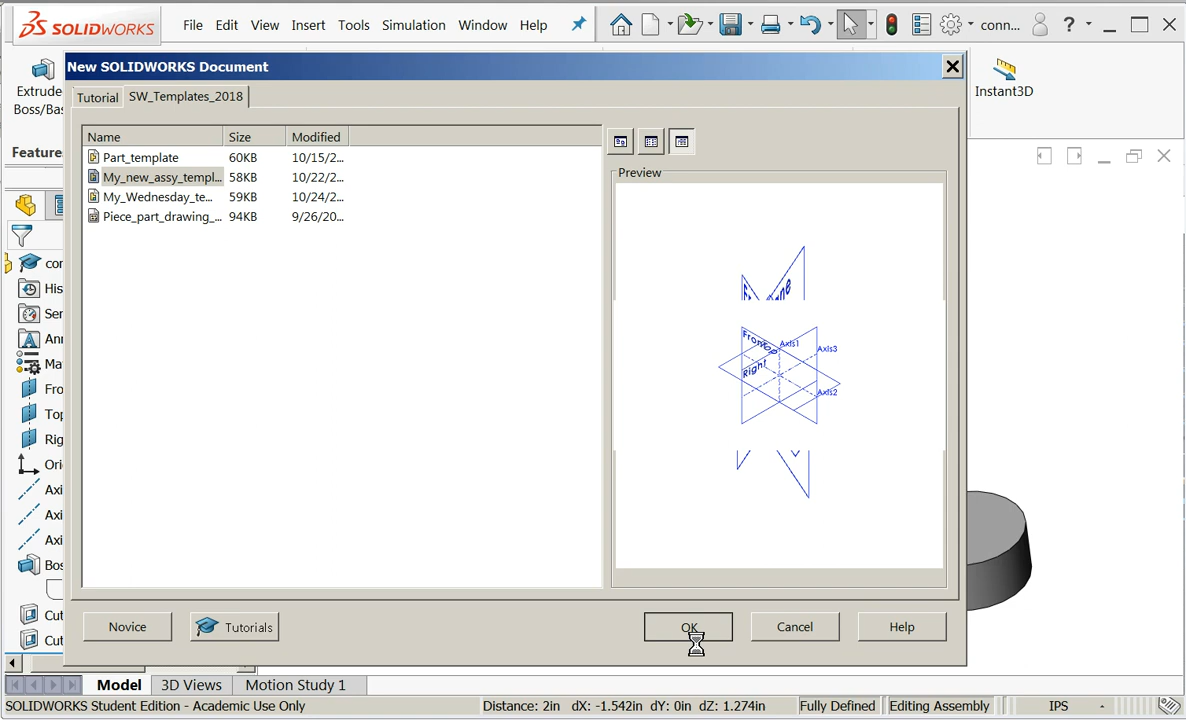 SOLIDWORKS File Edit View Insert Tools Simulation Window Help conn... ?
New SOLIDWORKS Document
Extrude
Boss/Bas
Instant3D
Tutorial SW_Templates_2018
Name Size Modified
Part_template 60KB 10/15/2...
My_new_assy_templ... 58KB 10/22/2...
My_Wednesday_te... 59KB 10/24/2...
Piece_part_drawing_... 94KB 9/26/20...
Preview
Front
Top
Right
Axis1
Axis3
Axis2
Feature
con
His
Ser
Ann
Ma
Fro
Top
Rig
Ori
Axi
Axi
Axi
Bos
Cut
Cut
Novice Tutorials OK Cancel Help
Model 3D Views Motion Study 1
SOLIDWORKS Student Edition - Academic Use Only Distance: 2in dX: -1.542in dY: 0in dZ: 1.274in Fully Defined Editing Assembly IPS